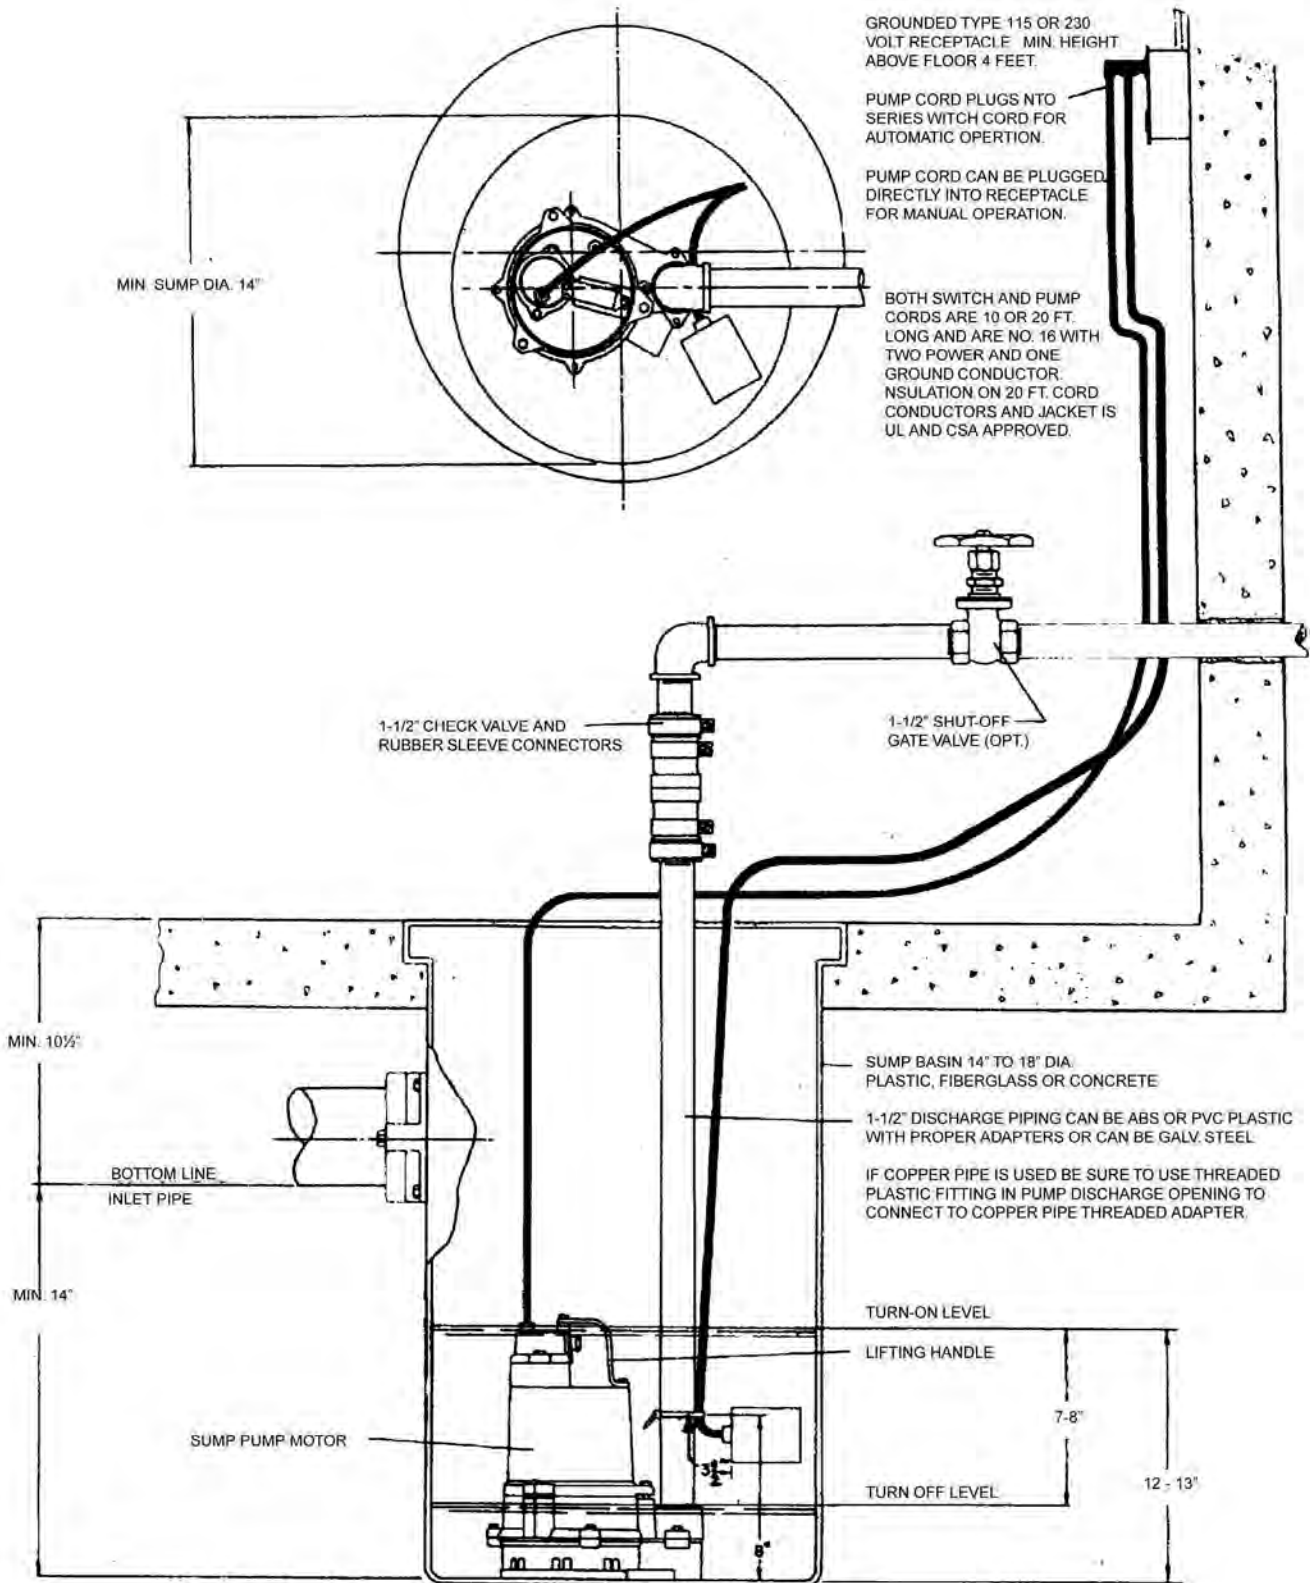 GROUNDED TYPE 115 OR 230
VOLT RECEPTACLE MIN. HEIGHT
ABOVE FLOOR 4 FEET.
PUMP CORD PLUGS NTO
SERIES WITCH CORD FOR
AUTOMATIC OPERTION.
PUMP CORD CAN BE PLUGGED
DIRECTLY INTO RECEPTACLE
FOR MANUAL OPERATION.
MIN. SUMP DIA. 14"
BOTH SWITCH AND PUMP
CORDS ARE 10 OR 20 FT.
LONG AND ARE NO. 16 WITH
TWO POWER AND ONE
GROUND CONDUCTOR.
NSULATION ON 20 FT. CORD
CONDUCTORS AND JACKET IS
UL AND CSA APPROVED.
1-1/2" CHECK VALVE AND
RUBBER SLEEVE CONNECTORS
1-1/2" SHUT-OFF
GATE VALVE (OPT.)
MIN. 10½"
SUMP BASIN 14" TO 18" DIA.
PLASTIC, FIBERGLASS OR CONCRETE
1-1/2" DISCHARGE PIPING CAN BE ABS OR PVC PLASTIC
WITH PROPER ADAPTERS OR CAN BE GALV. STEEL
BOTTOM LINE
INLET PIPE
IF COPPER PIPE IS USED BE SURE TO USE THREADED
PLASTIC FITTING IN PUMP DISCHARGE OPENING TO
CONNECT TO COPPER PIPE THREADED ADAPTER.
MIN. 14"
TURN-ON LEVEL
LIFTING HANDLE
7-8"
SUMP PUMP MOTOR
12 - 13"
TURN OFF LEVEL
8"